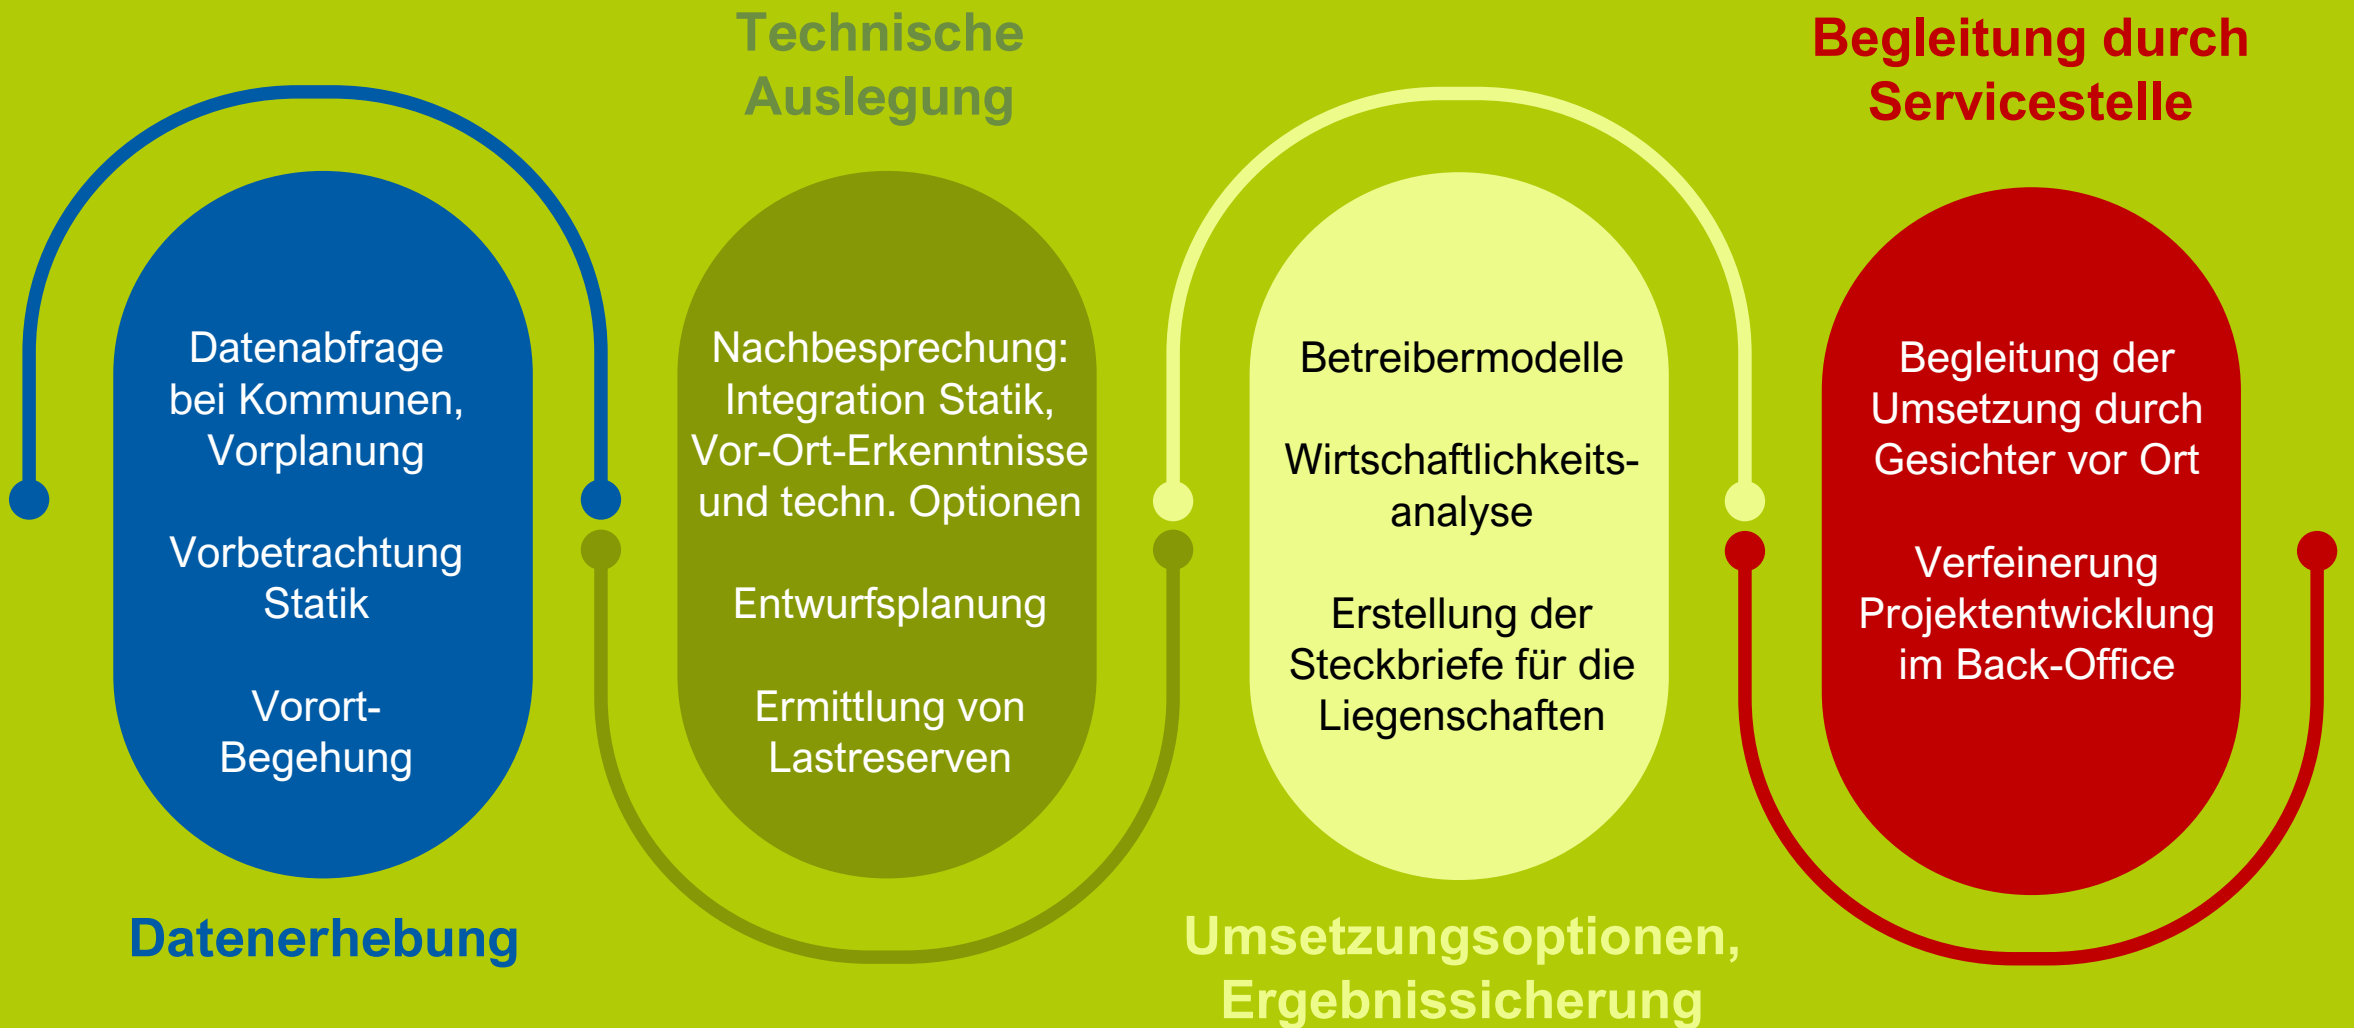 Datenabfrage
bei Kommunen,
Vorplanung
Vorbetrachtung
Statik
Vorort-
Begehung
Datenerhebung
Technische
Auslegung
Nachbesprechung:
Integration Statik,
Vor-Ort-Erkenntnisse
und techn. Optionen
Entwurfsplanung
Ermittlung von
Lastreserven
Betreibermodelle
Wirtschaftlichkeits-
analyse
Erstellung der
Steckbriefe für die
Liegenschaften
Umsetzungsoptionen,
Ergebnissicherung
Begleitung durch
Servicestelle
Begleitung der
Umsetzung durch
Gesichter vor Ort
Verfeinerung
Projektentwicklung
im Back-Office